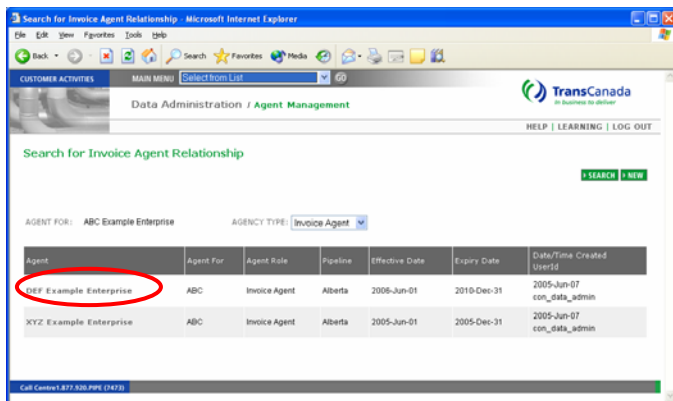 Search for Invoice Agent Relationship - Microsoft Internet Explorer
File Edit View Favorites Tools Help
Back Search Favorites Media
CUSTOMER ACTIVITIES MAIN MENU Select from List GO
TransCanada
In business to deliver
Data Administration / Agent Management
HELP | LEARNING | LOG OUT
Search for Invoice Agent Relationship
SEARCH NEW
AGENT FOR: ABC Example Enterprise AGENCY TYPE: Invoice Agent
Agent Agent For Agent Role Pipeline Effective Date Expiry Date Date/Time Created
UserId
DEF Example Enterprise ABC Invoice Agent Alberta 2006-Jun-01 2010-Dec-31 2005-Jun-07
con_data_admin
XYZ Example Enterprise ABC Invoice Agent Alberta 2005-Jun-01 2005-Dec-31 2005-Jun-07
con_data_admin
Call Centre1.877.920.PIPE (7473)